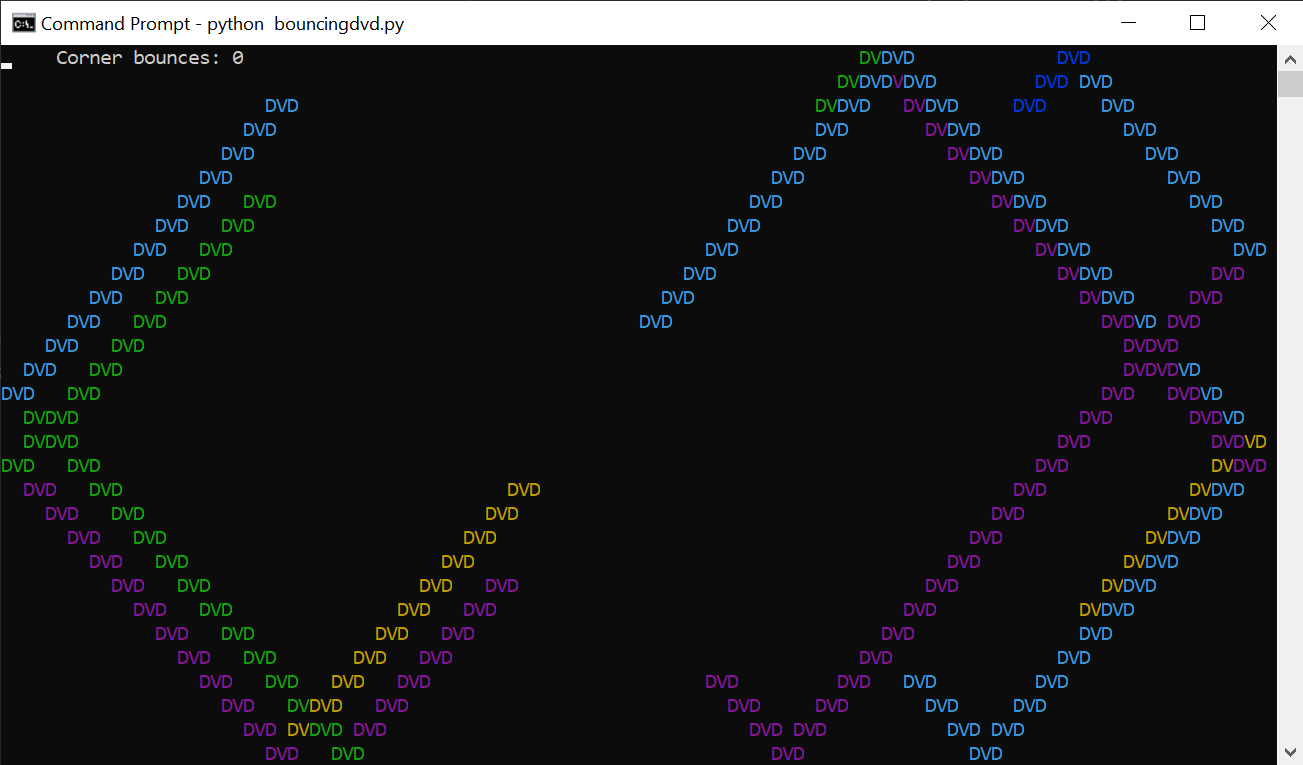 Command Prompt - python  bouncingdvd.py
Corner bounces: 0 DVDVD DVD
DVDVDVDVD DVD DVD
DVD DVDVD DVDVD DVD DVD
DVD DVD DVDVD DVD
DVD DVD DVDVD DVD
DVD DVD DVDVD DVD
DVD DVD DVD DVDVD DVD
DVD DVD DVD DVDVD DVD
DVD DVD DVD DVDVD DVD
DVD DVD DVD DVDVD DVD
DVD DVD DVD DVDVD DVD
DVD DVD DVD DVDVD DVD
DVD DVD DVDVD
DVD DVD DVDVDVD
DVD DVD DVD DVDVD
DVDVD DVD DVDVD
DVDVD DVD DVDVD
DVD DVD DVD DVDVD
DVD DVD DVD DVD DVDVD
DVD DVD DVD DVD DVDVD
DVD DVD DVD DVD DVDVD
DVD DVD DVD DVD DVDVD
DVD DVD DVD DVD DVD DVDVD
DVD DVD DVD DVD DVD DVDVD
DVD DVD DVD DVD DVD DVD
DVD DVD DVD DVD DVD DVD
DVD DVD DVD DVD DVD DVD DVD DVD
DVD DVDVD DVD DVD DVD DVD DVD
DVD DVDVD DVD DVD DVD DVD DVD
DVD DVD DVD DVD